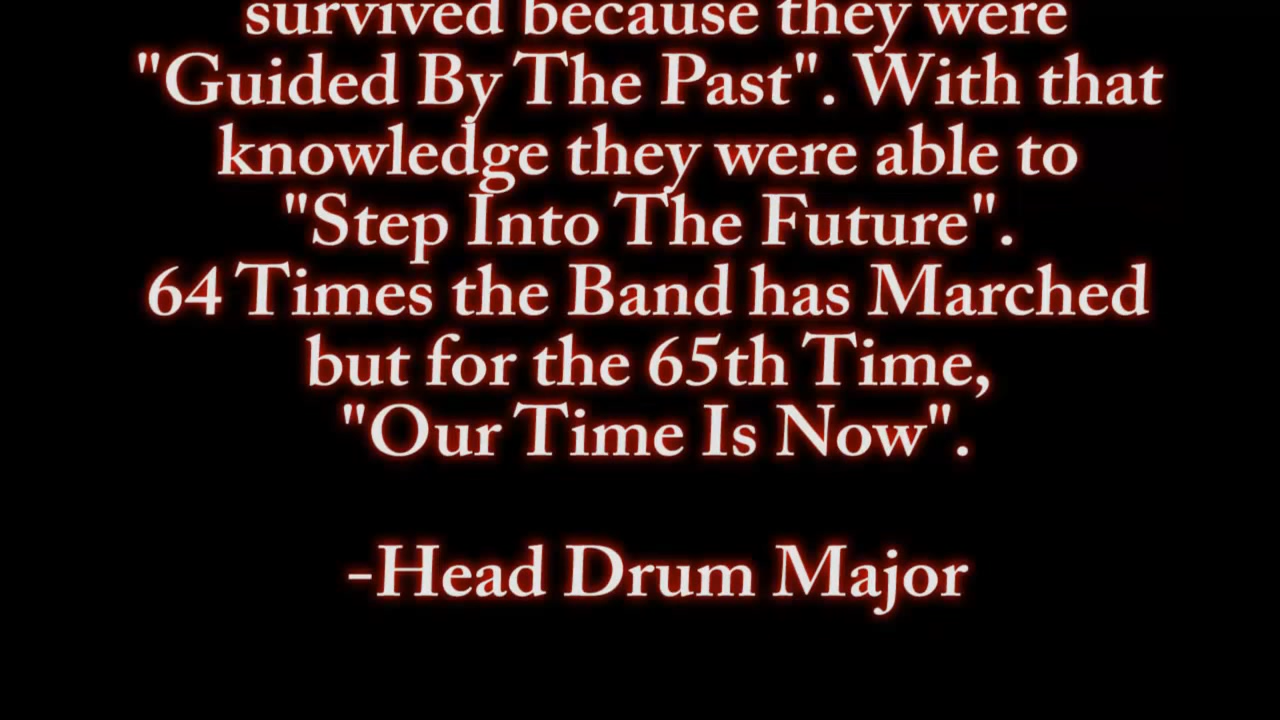 survived because they were
"Guided By The Past". With that
knowledge they were able to
"Step Into The Future".
64 Times the Band has Marched
but for the 65th Time,
"Our Time Is Now".
-Head Drum Major